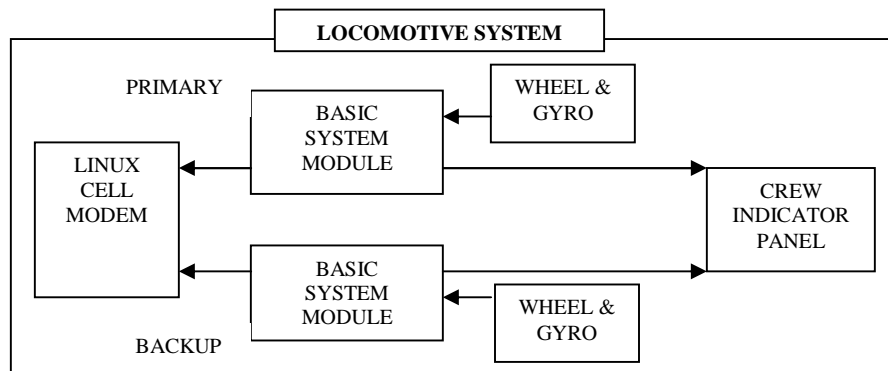 LOCOMOTIVE SYSTEM
PRIMARY
BASIC
SYSTEM
MODULE
WHEEL &
GYRO
LINUX
CELL
MODEM
CREW
INDICATOR
PANEL
BASIC
SYSTEM
MODULE
WHEEL &
GYRO
BACKUP